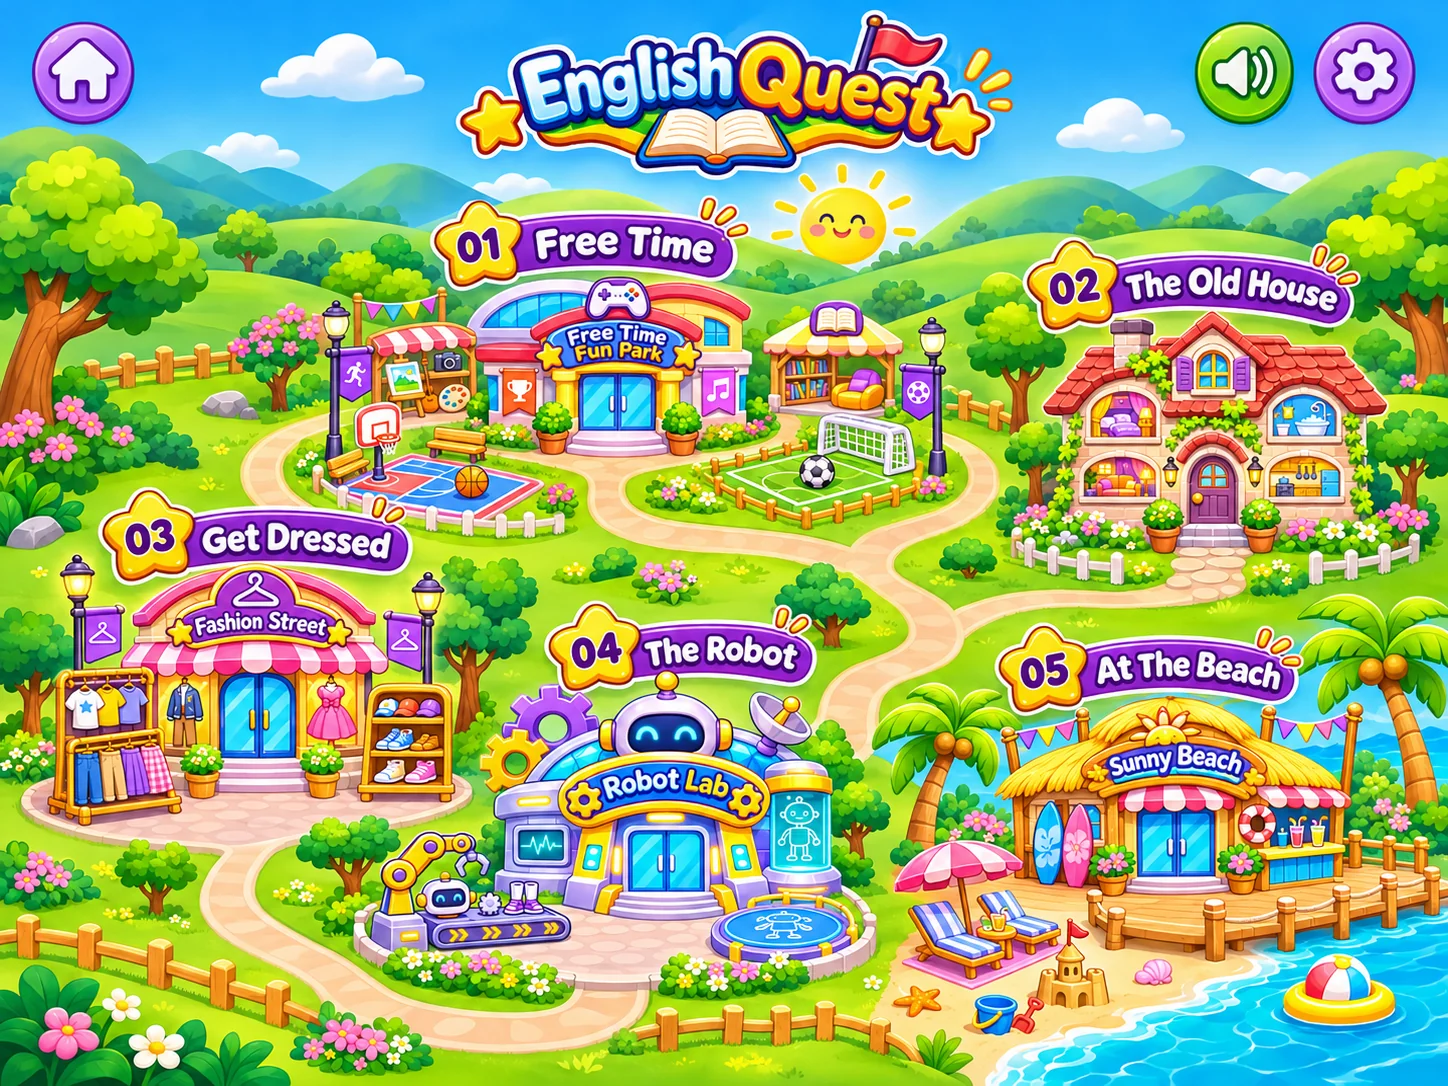 English Quest
01 Free Time
Free Time
Fun Park
02 The Old House
03 Get Dressed
Fashion Street
04 The Robot
Robot Lab
05 At The Beach
Sunny Beach